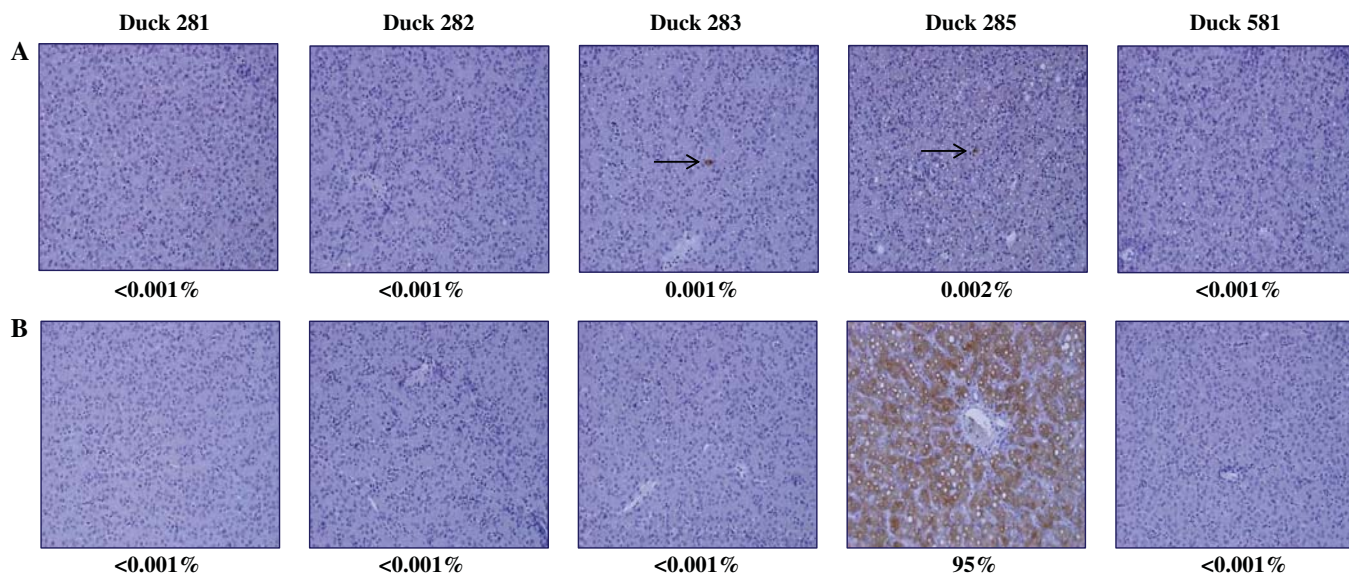 Duck 281 Duck 282 Duck 283 Duck 285 Duck 581
A
<0.001% <0.001% 0.001% 0.002% <0.001%
B
<0.001% <0.001% <0.001% 95% <0.001%